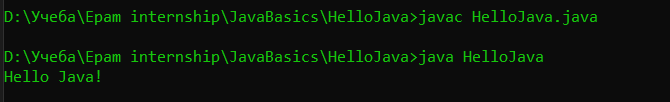 D:\Учеба\Epam internship\JavaBasics\HelloJava>javac HelloJava.java
D:\Учеба\Epam internship\JavaBasics\HelloJava>java HelloJava
Hello Java!